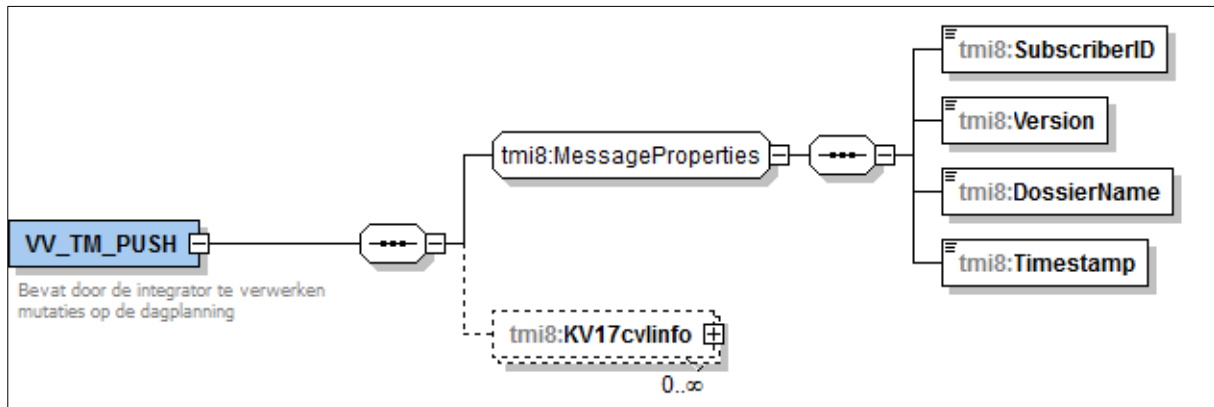 tmi8:SubscriberID
tmi8:Version
tmi8:MessageProperties
tmi8:DossierName
VV_TM_PUSH
tmi8:Timestamp
Bevat door de integrator te verwerken
mutaties op de dagplanning
tmi8:KV17cvlinfo
0..∞